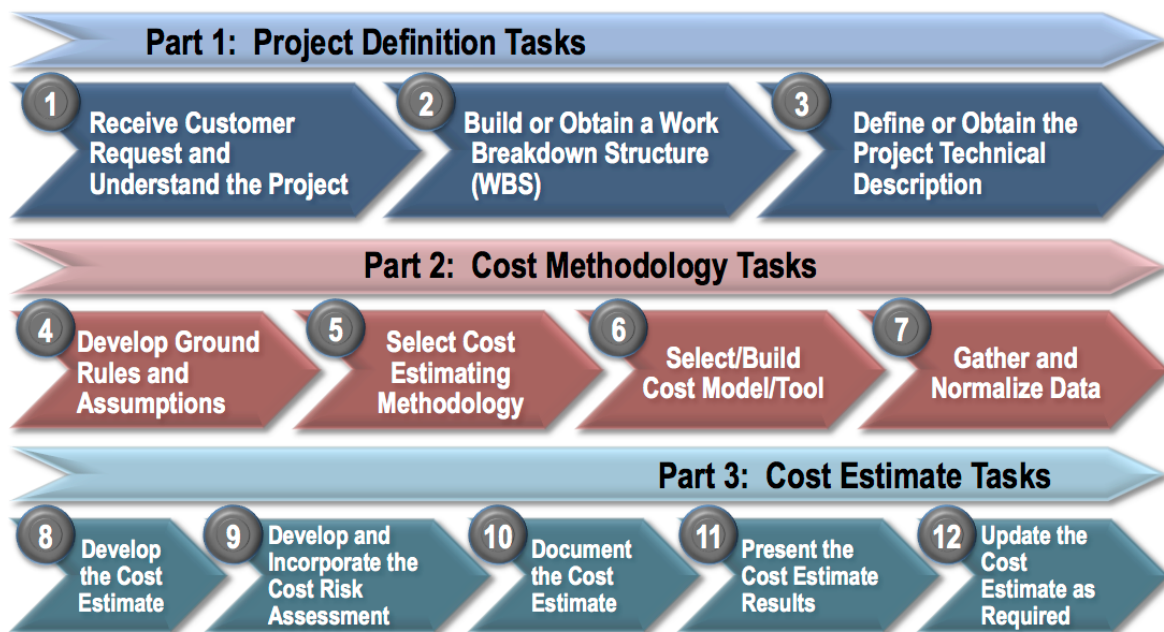 Part 1: Project Definition Tasks
1
Receive Customer
Request and
Understand the Project
2
Build or Obtain a Work
Breakdown Structure
(WBS)
3
Define or Obtain the
Project Technical
Description
Part 2: Cost Methodology Tasks
4
Develop Ground
Rules and
Assumptions
5
Select Cost
Estimating
Methodology
6
Select/Build
Cost Model/Tool
7
Gather and
Normalize Data
Part 3: Cost Estimate Tasks
8
Develop
the Cost
Estimate
9
Develop and
Incorporate the
Cost Risk
Assessment
10
Document
the Cost
Estimate
11
Present the
Cost Estimate
Results
12
Update the
Cost
Estimate as
Required